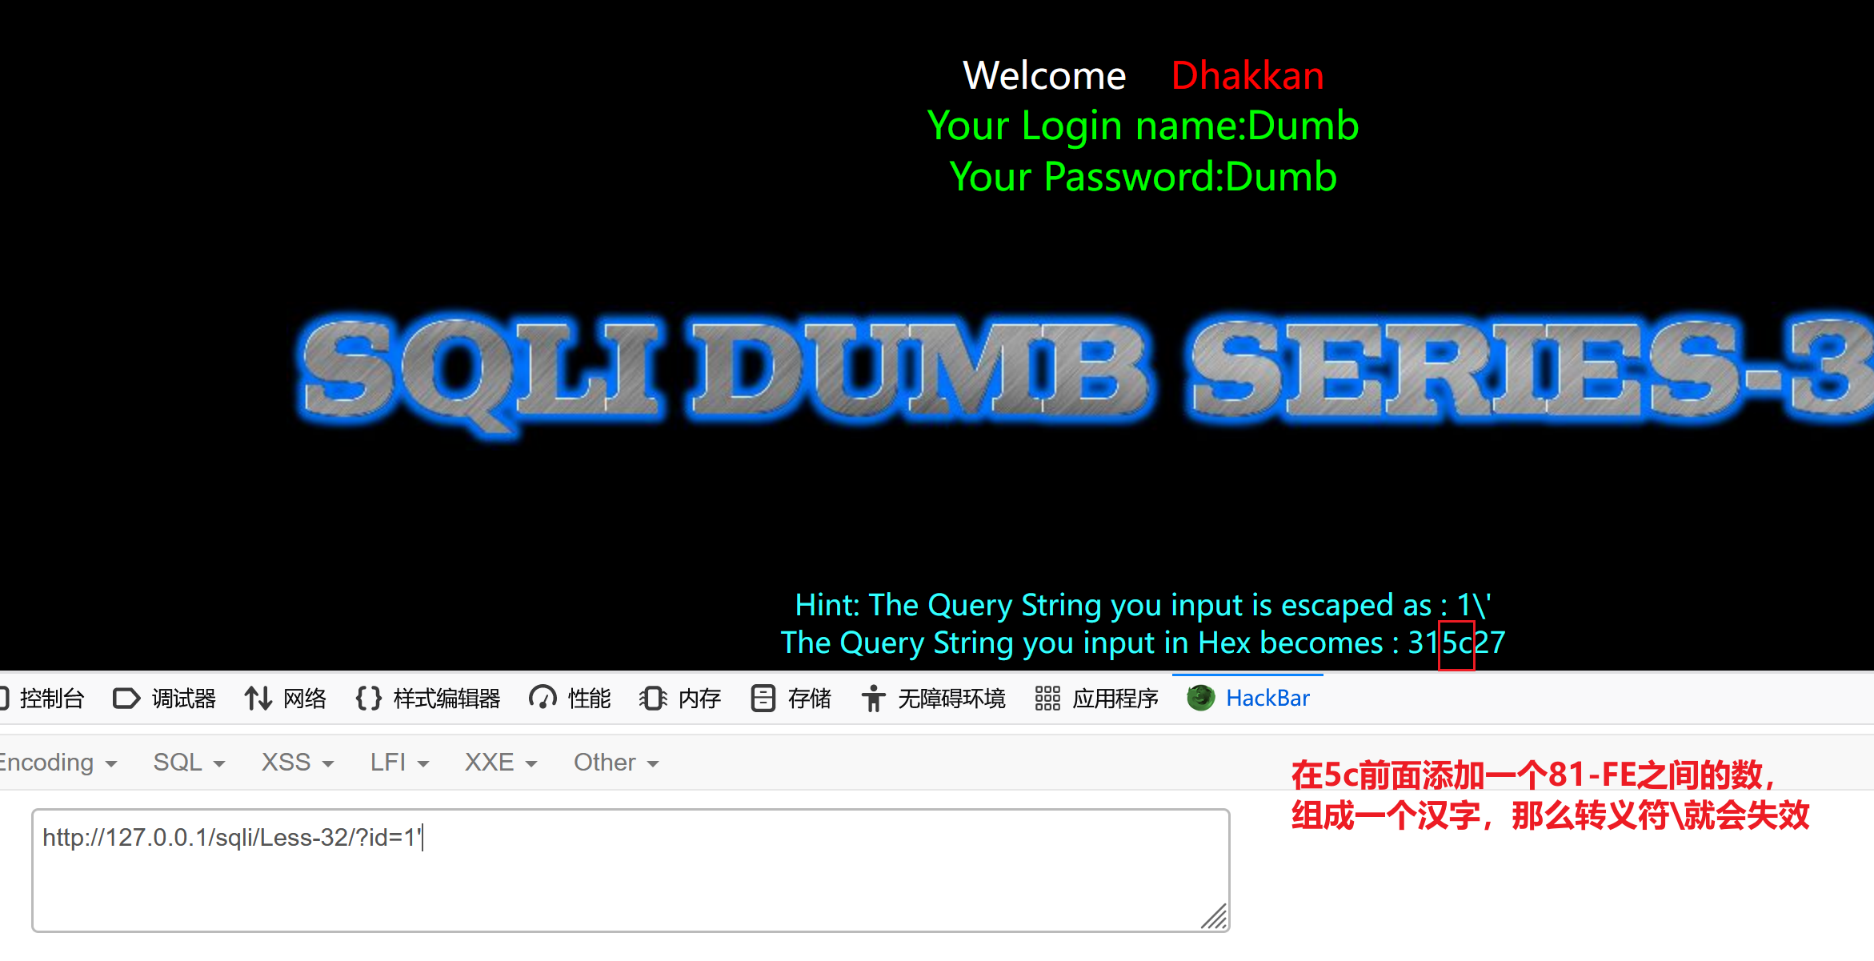 Welcome Dhakkan
Your Login name:Dumb
Your Password:Dumb
SQLI DUMB SERIES-3
Hint: The Query String you input is escaped as : 1\'
The Query String you input in Hex becomes : 315c27
控制台 调试器 网络 {} 样式编辑器 性能 内存 存储 无障碍环境 应用程序 HackBar
Encoding SQL XSS LFI XXE Other
在5c前面添加一个81-FE之间的数，
组成一个汉字，那么转义符\就会失效
http://127.0.0.1/sqli/Less-32/?id=1'